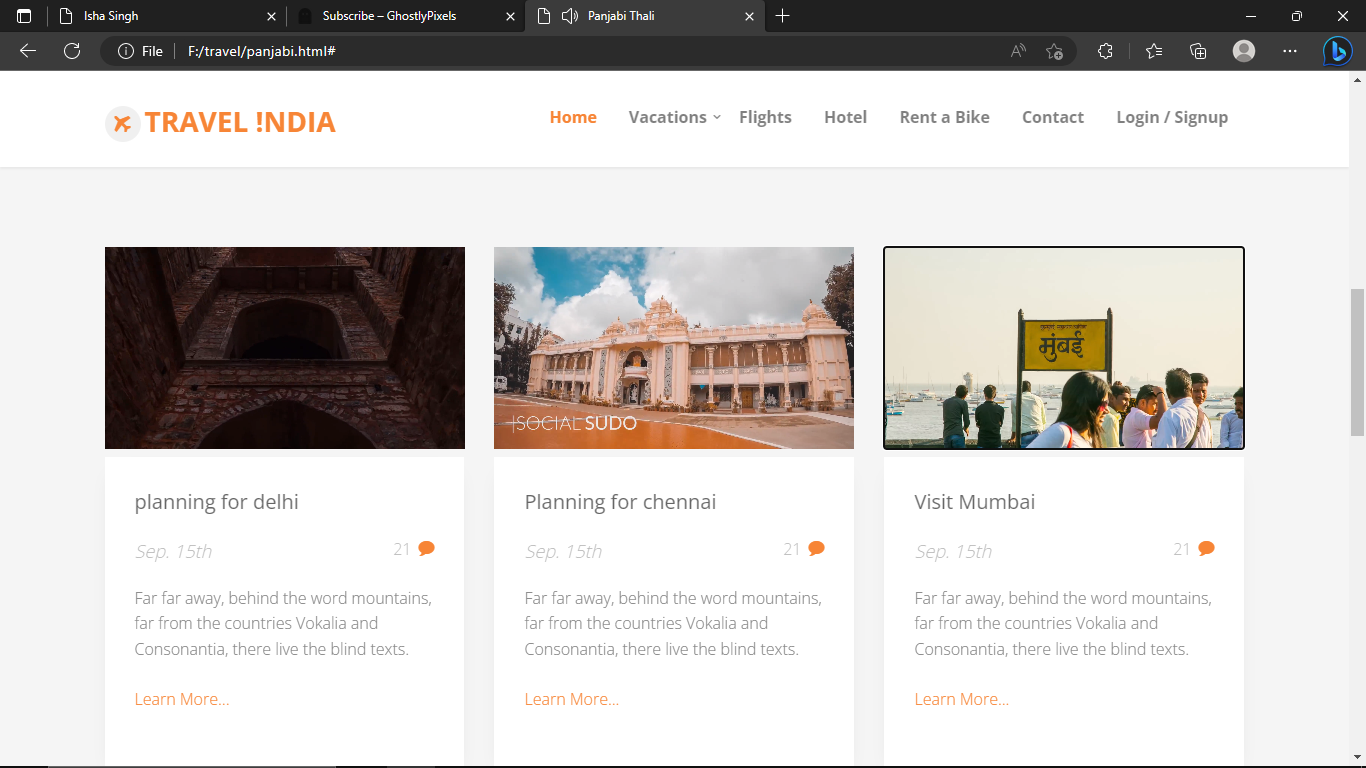 Isha Singh
Subscribe – GhostlyPixels
Panjabi Thali
File
F:/travel/panjabi.html#
TRAVEL !NDIA
Home
Vacations
Flights
Hotel
Rent a Bike
Contact
Login / Signup
SOCIAL SUDO
मुंबई
planning for delhi
Sep. 15th
21
Far far away, behind the word mountains,
far from the countries Vokalia and
Consonantia, there live the blind texts.
Learn More...
Planning for chennai
Sep. 15th
21
Far far away, behind the word mountains,
far from the countries Vokalia and
Consonantia, there live the blind texts.
Learn More...
Visit Mumbai
Sep. 15th
21
Far far away, behind the word mountains,
far from the countries Vokalia and
Consonantia, there live the blind texts.
Learn More...